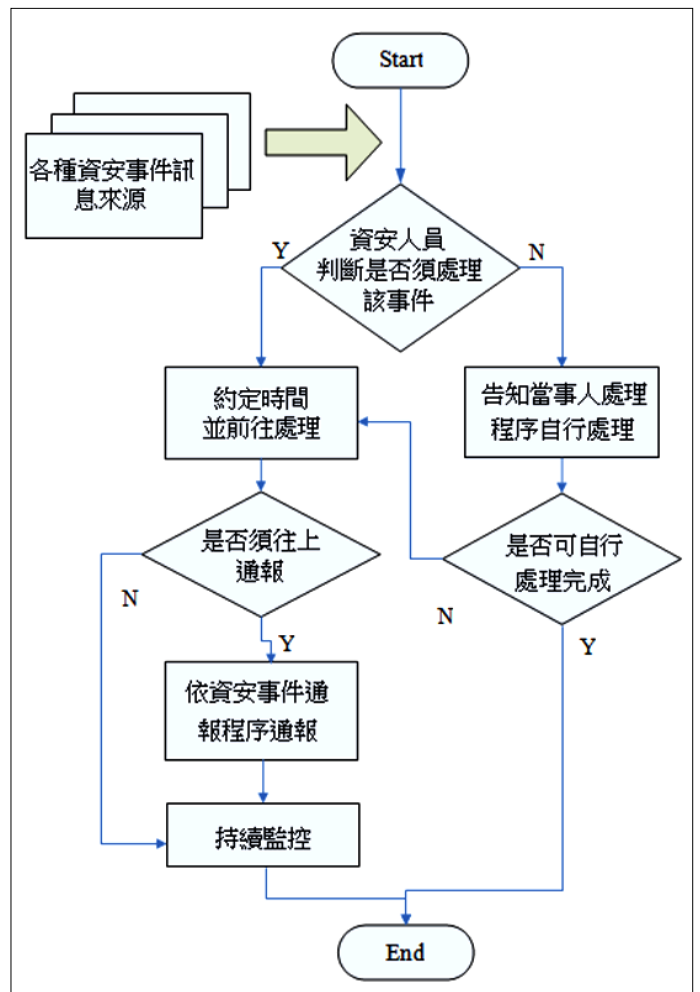 Start
各種資安事件訊
息來源
資安人員
判斷是否須處理
該事件
Y
N
約定時間
並前往處理
告知當事人處理
程序自行處理
是否須往上
通報
是否可自行
處理完成
N
Y
N
Y
依資安事件通
報程序通報
持續監控
End